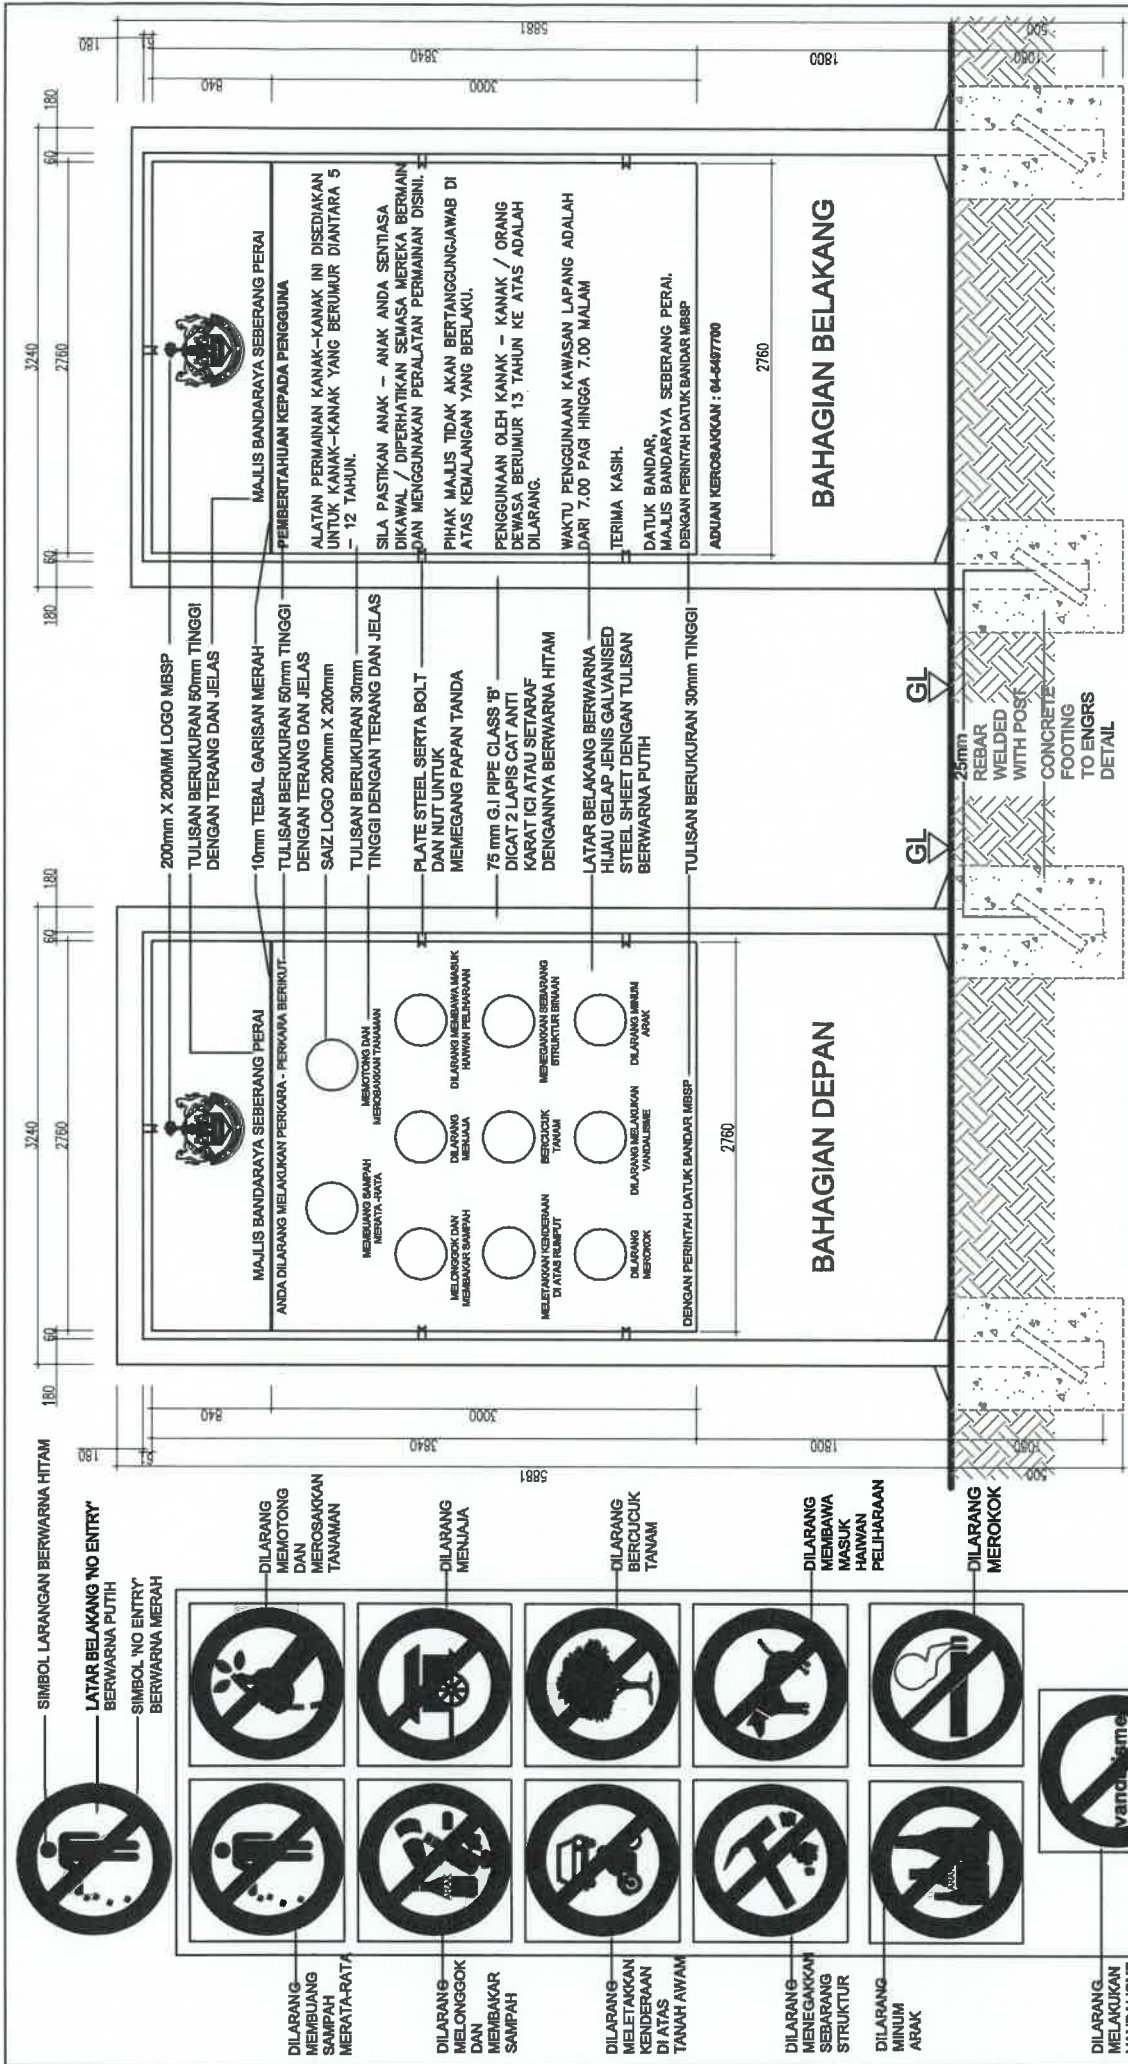 SIMBOL LARANGAN BERWARNA HITAM
LATAR BELAKANG 'NO ENTRY'
BERWARNA PUTIH
SIMBOL 'NO ENTRY'
BERWARNA MERAH
DILARANG
MEMBUANG
SAMPAH
MERATA-RATA
DILARANG
MEMOTONG
DAN
MEROSAKKAN
TANAMAN
DILARANG
MELONGGOK
DAN
MEMBAKAR
SAMPAH
DILARANG
MENJAJA
DILARANG
MELETAKKAN
KENDERAAN
DI ATAS
TANAH AWAM
DILARANG
BERCUCUK
TANAM
DILARANG
MENEGAKKAN
SEBARANG
STRUKTUR
DILARANG
MEMBAWA
MASUK
HAIWAN
PELIHARAAN
DILARANG
MINUM
ARAK
DILARANG
MEROKOK
DILARANG
MELAKUKAN
vandalisme
3240
180
60
2760
60
180
180
840
3000
3840
5881
1800
1080
500
MAJLIS BANDARAYA SEBERANG PERAI
ANDA DILARANG MELAKUKAN PERKARA - PERKARA BERIKUT
MEMBUANG SAMPAH
MERATA -RATA
MEMOTONG DAN
MEROSAKKAN TANAMAN
MELONGGOK DAN
MEMBAKAR SAMPAH
DILARANG
MENJAJA
DILARANG MEMBAWA MASUK
HAIWAN PELIHARAAN
MELETAKKAN KENDERAAN
DI ATAS RUMPUT
BERCUCUK
TANAM
MENEGAKKAN SEBARANG
STRUKTUR BINAAN
DILARANG
MEROKOK
DILARANG MELAKUKAN
VANDALISME
DILARANG MINUM
ARAK
DENGAN PERINTAH DATUK BANDAR MBSP
2760
BAHAGIAN DEPAN
200mm X 200MM LOGO MBSP
TULISAN BERUKURAN 50mm TINGGI
DENGAN TERANG DAN JELAS
10mm TEBAL GARISAN MERAH
TULISAN BERUKURAN 50mm TINGGI
DENGAN TERANG DAN JELAS
SAIZ LOGO 200mm X 200mm
TULISAN BERUKURAN 30mm
TINGGI DENGAN TERANG DAN JELAS
PLATE STEEL SERTA BOLT
DAN NUT UNTUK
MEMEGANG PAPAN TANDA
75 mm G.I PIPE CLASS 'B'
DICAT 2 LAPIS CAT ANTI
KARAT ICI ATAU SETARAF
DENGANNYA BERWARNA HITAM
LATAR BELAKANG BERWARNA
HIJAU GELAP JENIS GALVANISED
STEEL SHEET DENGAN TULISAN
BERWARNA PUTIH
TULISAN BERUKURAN 30mm TINGGI
GL
GL
25mm
REBAR
WELDED
WITH POST
CONCRETE
FOOTING
TO ENGRS
DETAIL
3240
180
60
2760
60
180
MAJLIS BANDARAYA SEBERANG PERAI
PEMBERITAHUAN KEPADA PENGGUNA
ALATAN PERMAINAN KANAK-KANAK INI DISEDIAKAN
UNTUK KANAK-KANAK YANG BERUMUR DIANTARA 5
- 12 TAHUN.
SILA PASTIKAN ANAK - ANAK ANDA SENTIASA
DIKAWAL / DIPERHATIKAN SEMASA MEREKA BERMAIN
DAN MENGGUNAKAN PERALATAN PERMAINAN DISINI.
PIHAK MAJLIS TIDAK AKAN BERTANGGUNGJAWAB DI
ATAS KEMALANGAN YANG BERLAKU.
PENGGUNAAN OLEH KANAK - KANAK / ORANG
DEWASA BERUMUR 13 TAHUN KE ATAS ADALAH
DILARANG.
WAKTU PENGGUNAAN KAWASAN LAPANG ADALAH
DARI 7.00 PAGI HINGGA 7.00 MALAM
TERIMA KASIH.
DATUK BANDAR,
MAJLIS BANDARAYA SEBERANG PERAI.
DENGAN PERINTAH DATUK BANDAR MBSP
ADUAN KEROSAKKAN : 04-5497700
2760
BAHAGIAN BELAKANG
180
840
3000
3840
5881
1800
1080
500